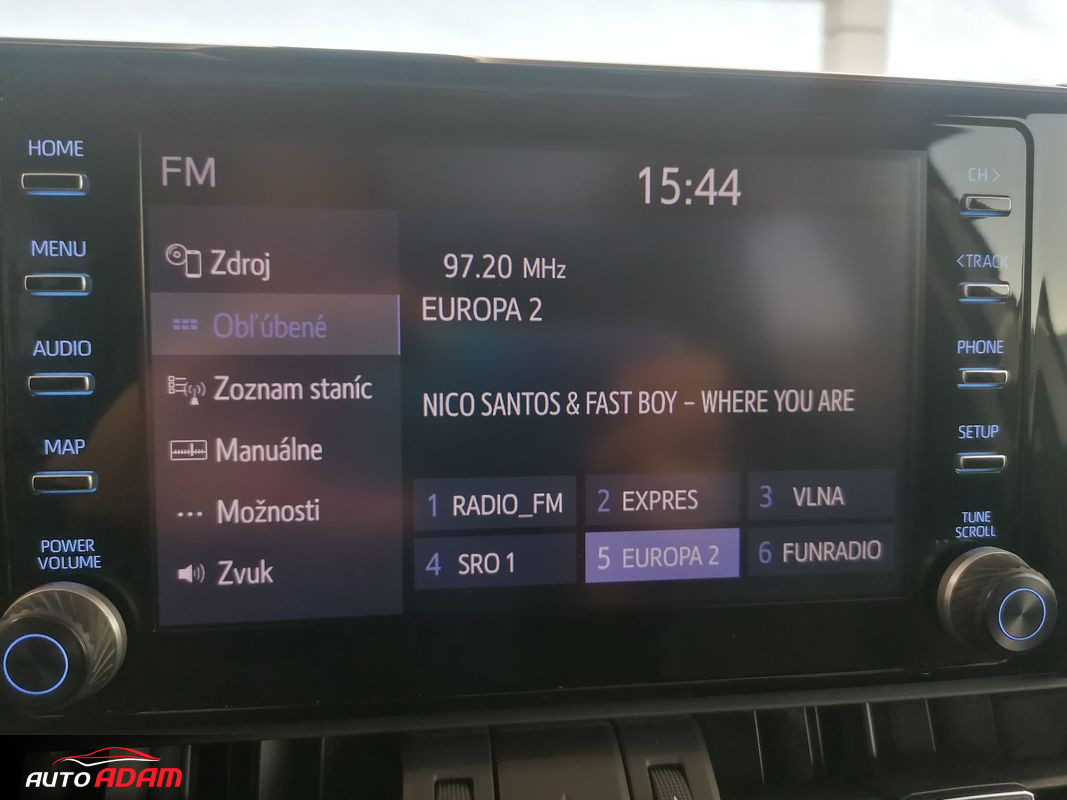 HOME
MENU
AUDIO
MAP
POWER
VOLUME
FM
15:44
Zdroj
Obľúbené
Zoznam staníc
Manuálne
Možnosti
Zvuk
97.20 MHz
EUROPA 2
NICO SANTOS & FAST BOY – WHERE YOU ARE
1 RADIO_FM
2 EXPRES
3 VLNA
4 SRO 1
5 EUROPA 2
6 FUNRADIO
CH >
< TRACK
PHONE
SETUP
TUNE
SCROLL
AUTO ADAM